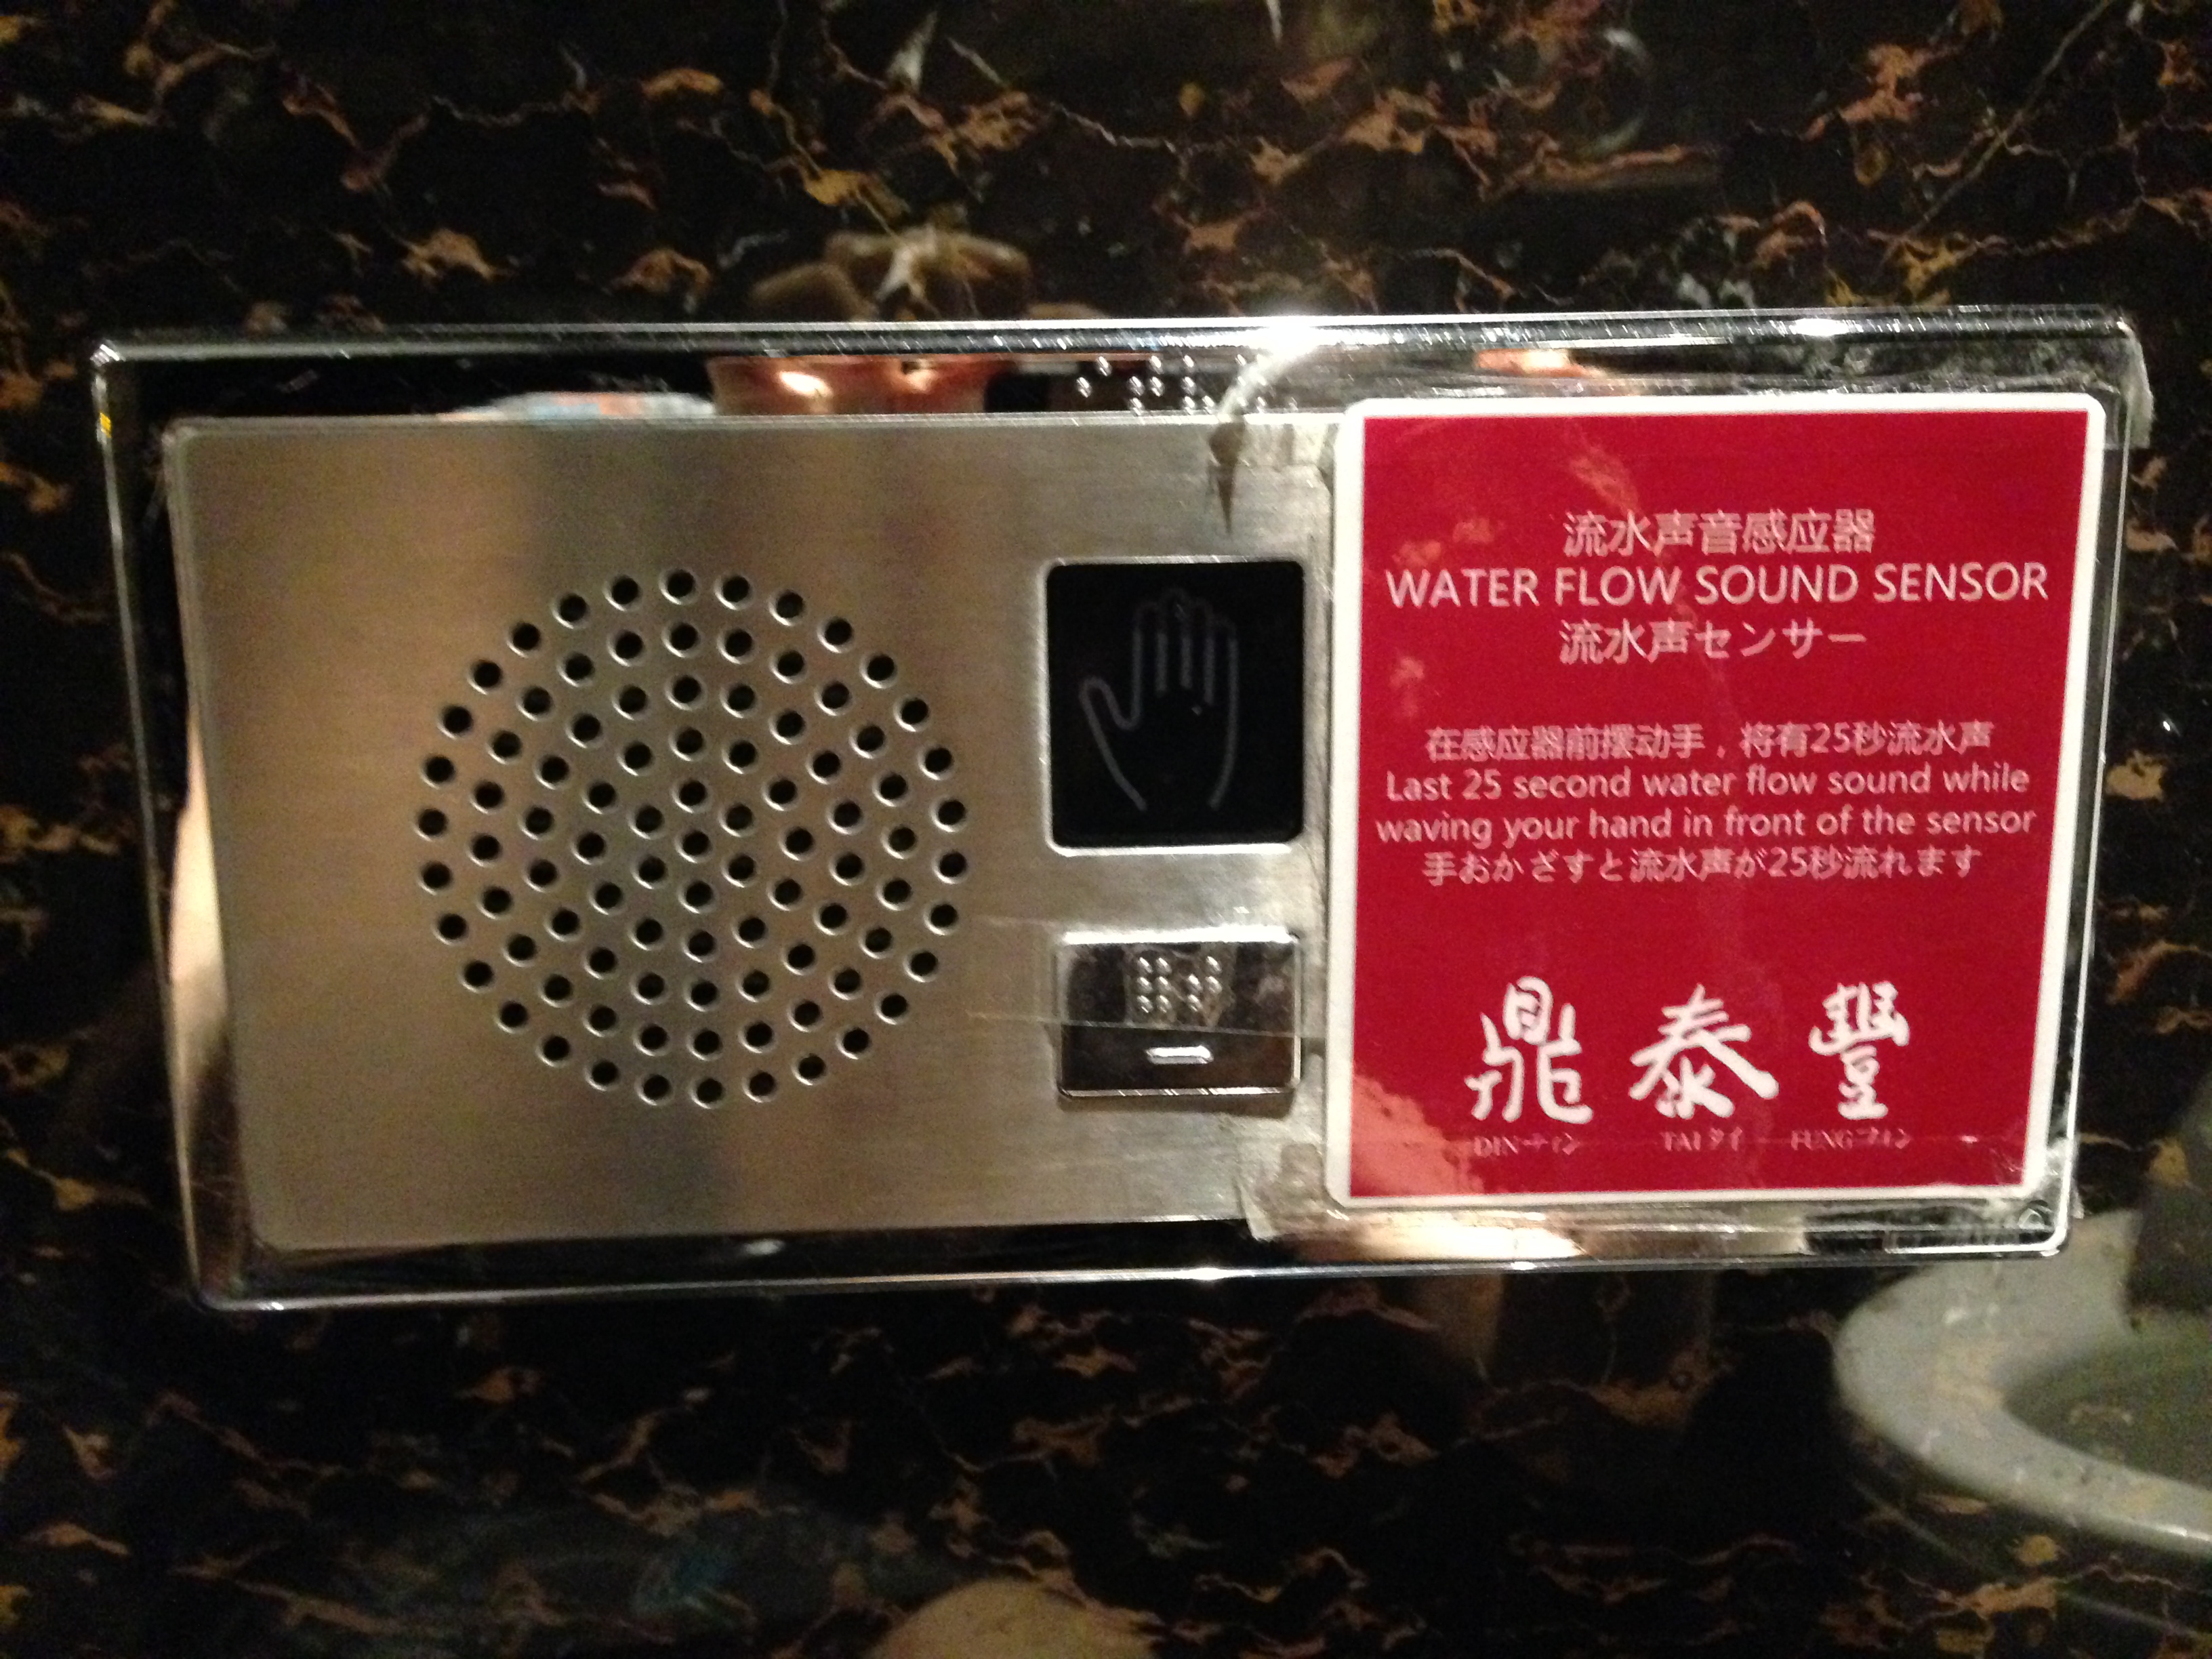 流水声音感应器
WATER FLOW SOUND SENSOR
流水声センサー
在感应器前摆动手，将有25秒流水声
Last 25 second water flow sound while
waving your hand in front of the sensor
手おかざすと流水声が25秒流れます
鼎泰豐
DIN ティン TAI タイ FUNG フォン